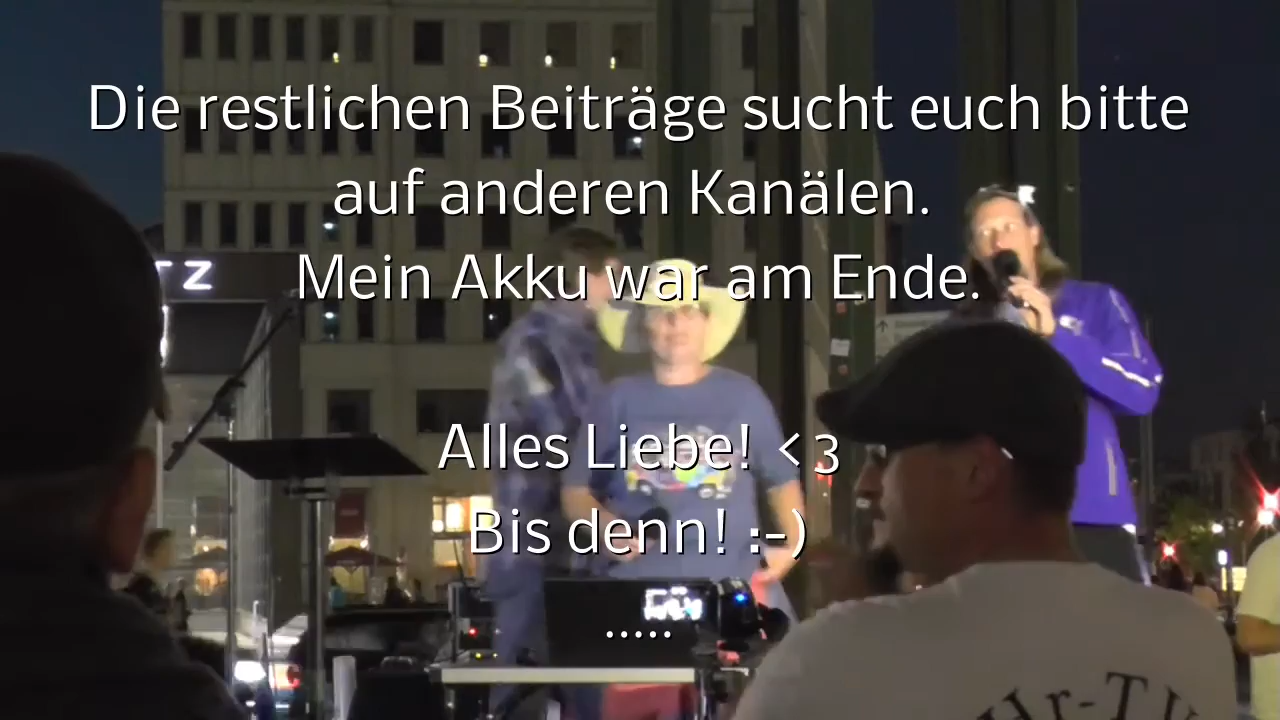 Die restlichen Beiträge sucht euch bitte
auf anderen Kanälen.
TZ
Mein Akku war am Ende.
Alles Liebe! <3
Bis denn! :-)
.....